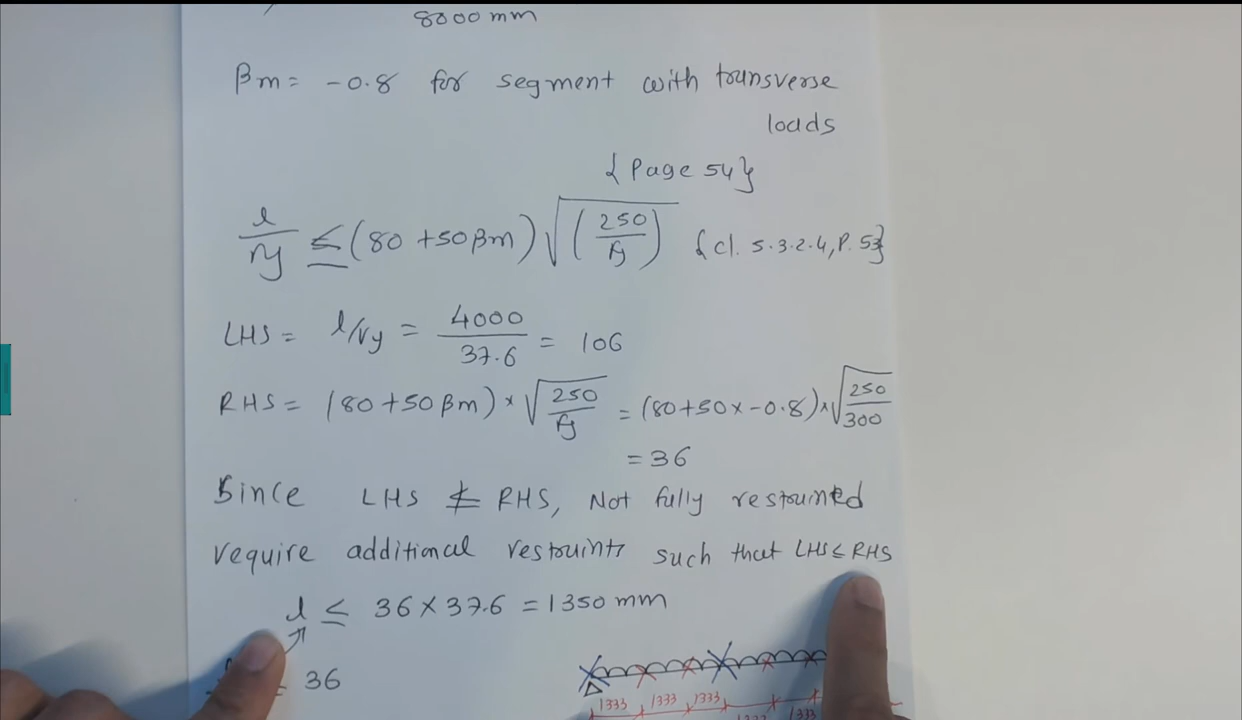 8000 mm
βm = -0.8 for segment with transverse
loads
{Page 54}
l/ry ≤ (80 + 50βm) √(250/fy) {cl. 5.3.2.4, P. 53}
LHS = l/ry = 4000/37.6 = 106
RHS = (80+50βm) × √250/fy = (80+50x-0.8) × √250/300
= 36
Since LHS ≰ RHS, Not fully restrained
require additional restraints such that LHS ≤ RHS
l ≤ 36 × 37.6 = 1350 mm
= 36
1333 1333 1333
1333